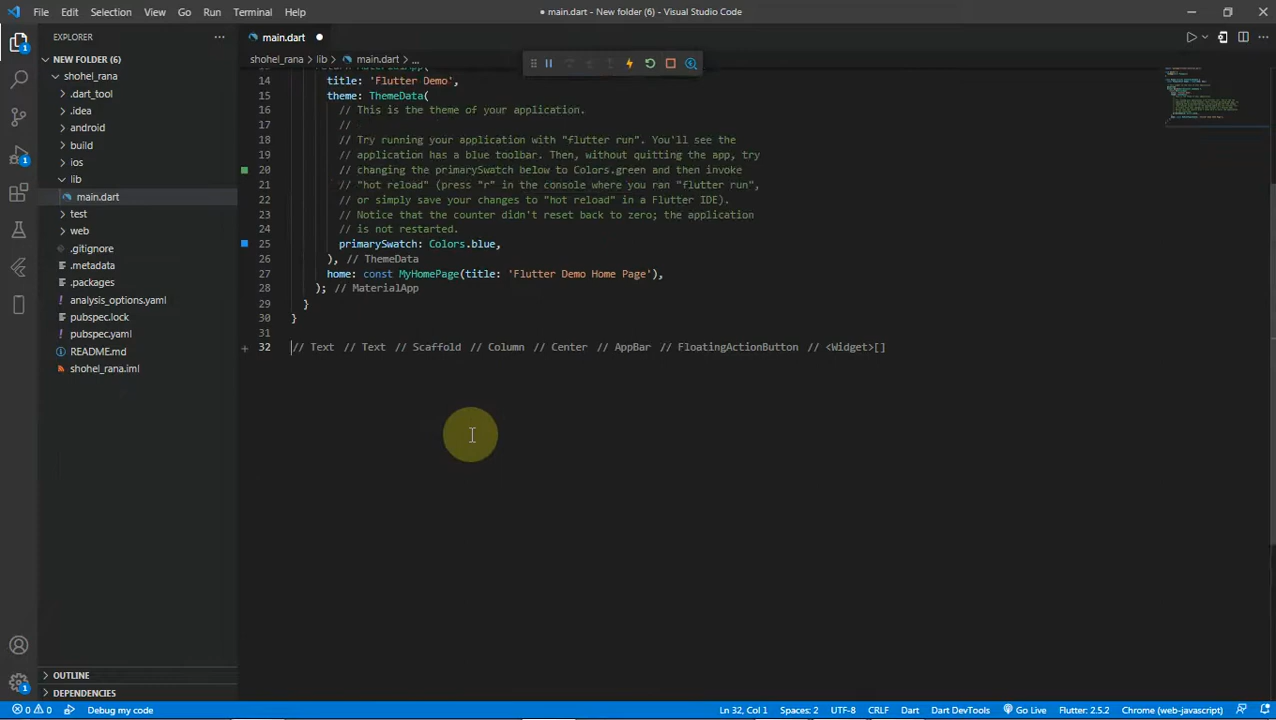 File Edit Selection View Go Run Terminal Help
● main.dart - New folder (6) - Visual Studio Code
EXPLORER
NEW FOLDER (6)
shohel_rana
.dart_tool
.idea
android
build
ios
lib
main.dart
test
web
.gitignore
.metadata
.packages
analysis_options.yaml
pubspec.lock
pubspec.yaml
README.md
shohel_rana.iml
OUTLINE
DEPENDENCIES
1
1
1
main.dart
shohel_rana > lib > main.dart > ...
14 title: 'Flutter Demo',
15 theme: ThemeData(
16 // This is the theme of your application.
17 //
18 // Try running your application with "flutter run". You'll see the
19 // application has a blue toolbar. Then, without quitting the app, try
20 // changing the primarySwatch below to Colors.green and then invoke
21 // "hot reload" (press "r" in the console where you ran "flutter run",
22 // or simply save your changes to "hot reload" in a Flutter IDE).
23 // Notice that the counter didn't reset back to zero; the application
24 // is not restarted.
25 primarySwatch: Colors.blue,
26 ), // ThemeData
27 home: const MyHomePage(title: 'Flutter Demo Home Page'),
28 ); // MaterialApp
29 }
30 }
31
32 // Text // Text // Scaffold // Column // Center // AppBar // FloatingActionButton // <Widget>[]
0 0 Debug my code Ln 32, Col 1 Spaces: 2 UTF-8 CRLF Dart Dart DevTools Go Live Flutter: 2.5.2 Chrome (web-javascript)